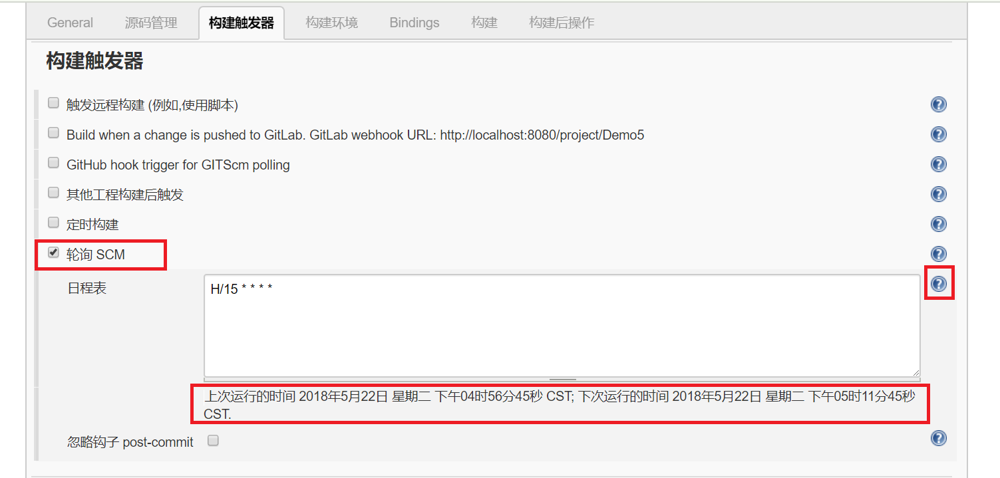 General 源码管理 构建触发器 构建环境 Bindings 构建 构建后操作
构建触发器
触发远程构建 (例如,使用脚本)
Build when a change is pushed to GitLab. GitLab webhook URL: http://localhost:8080/project/Demo5
GitHub hook trigger for GITScm polling
其他工程构建后触发
定时构建
轮询 SCM
日程表
H/15 * * * *
上次运行的时间 2018年5月22日 星期二 下午04时56分45秒 CST; 下次运行的时间 2018年5月22日 星期二 下午05时11分45秒
CST.
忽略钩子 post-commit